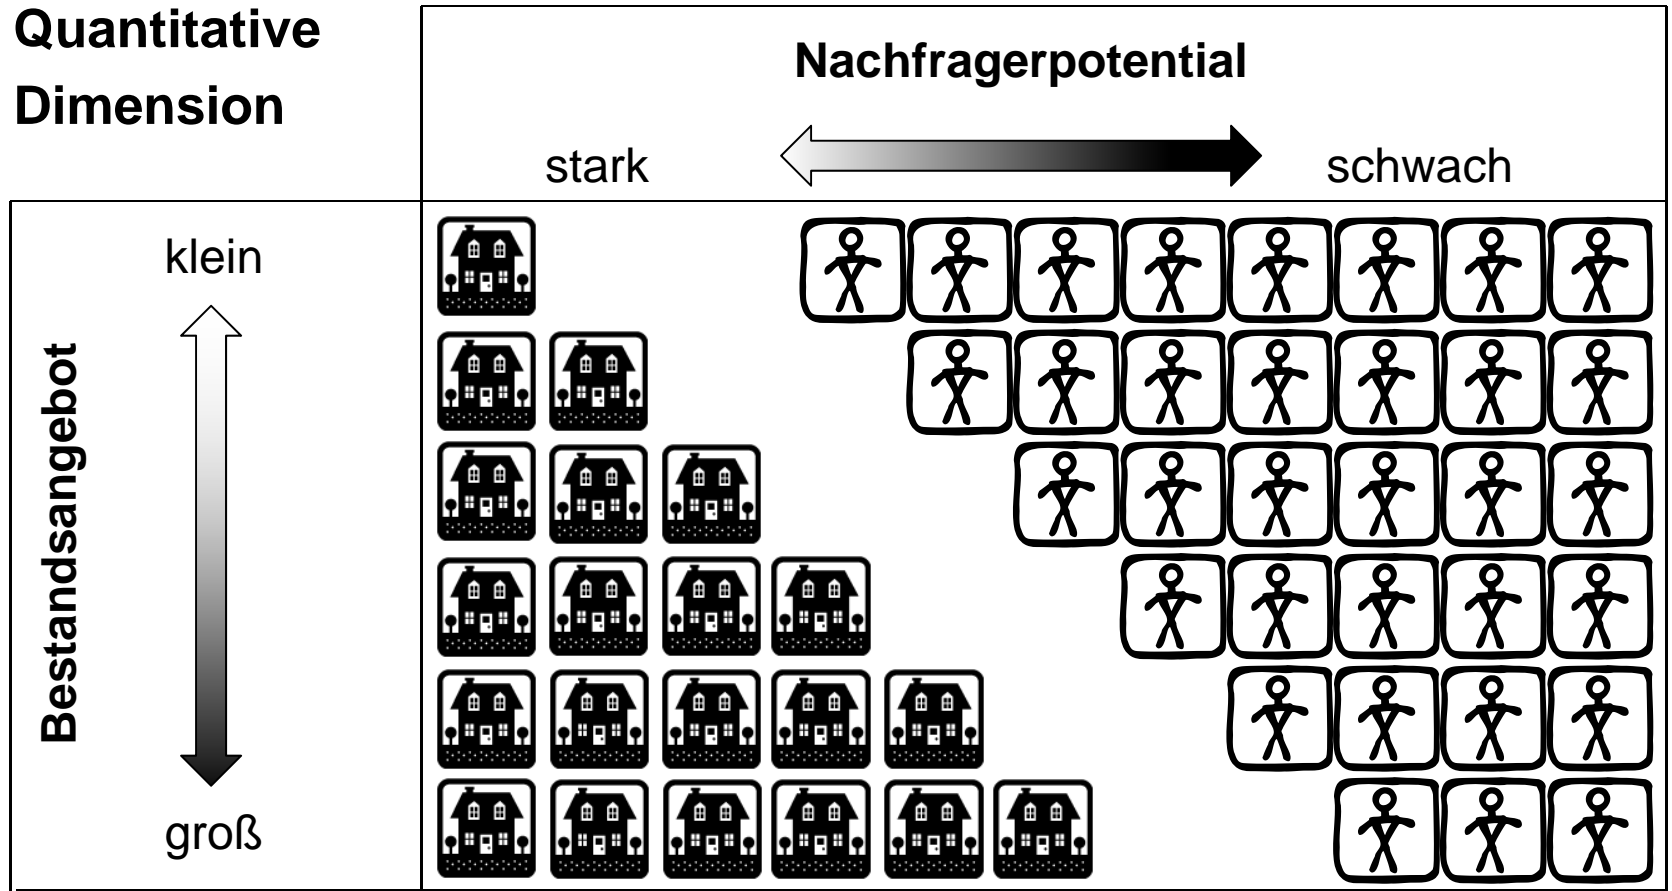 Quantitative
Dimension
Nachfragerpotential
stark
schwach
klein
Bestandsangebot
groß